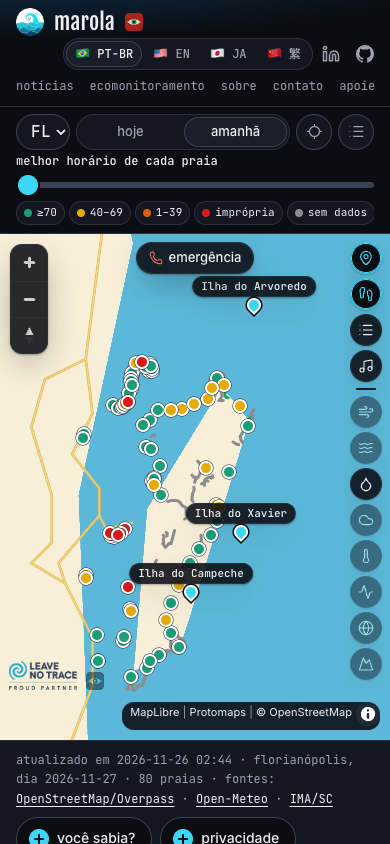 marola
PT-BR
EN
JA
繁
notícias
ecomonitoramento
sobre
contato
apoie
FL
hoje
amanhã
melhor horário de cada praia
≥70
40–69
1–39
imprópria
sem dados
emergência
Ilha do Arvoredo
Ilha do Xavier
Ilha do Campeche
LEAVE
NO TRACE
PROUD PARTNER
MapLibre | Protomaps | © OpenStreetMap
atualizado em 2026-11-26 02:44 · florianópolis,
dia 2026-11-27 · 80 praias · fontes:
OpenStreetMap/Overpass · Open-Meteo · IMA/SC
você sabia?
privacidade